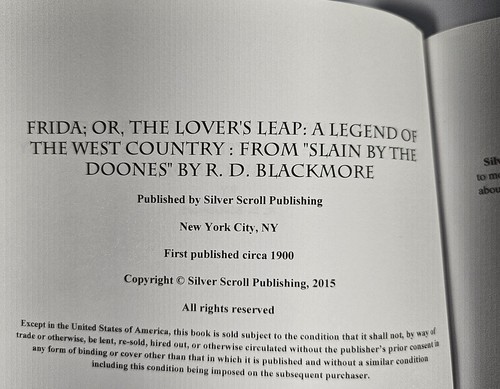 FRIDA; OR, THE LOVER'S LEAP: A LEGEND OF
THE WEST COUNTRY : FROM "SLAIN BY THE
DOONES" BY R. D. BLACKMORE
Published by Silver Scroll Publishing
New York City, NY
First published circa 1900
Copyright © Silver Scroll Publishing, 2015
All rights reserved
Except in the United States of America, this book is sold subject to the condition that it shall not, by way of
trade or otherwise, be lent, re-sold, hired out, or otherwise circulated without the publisher's prior consent in
any form of binding or cover other than that in which it is published and without a similar condition
including this condition being imposed on the subsequent purchaser.